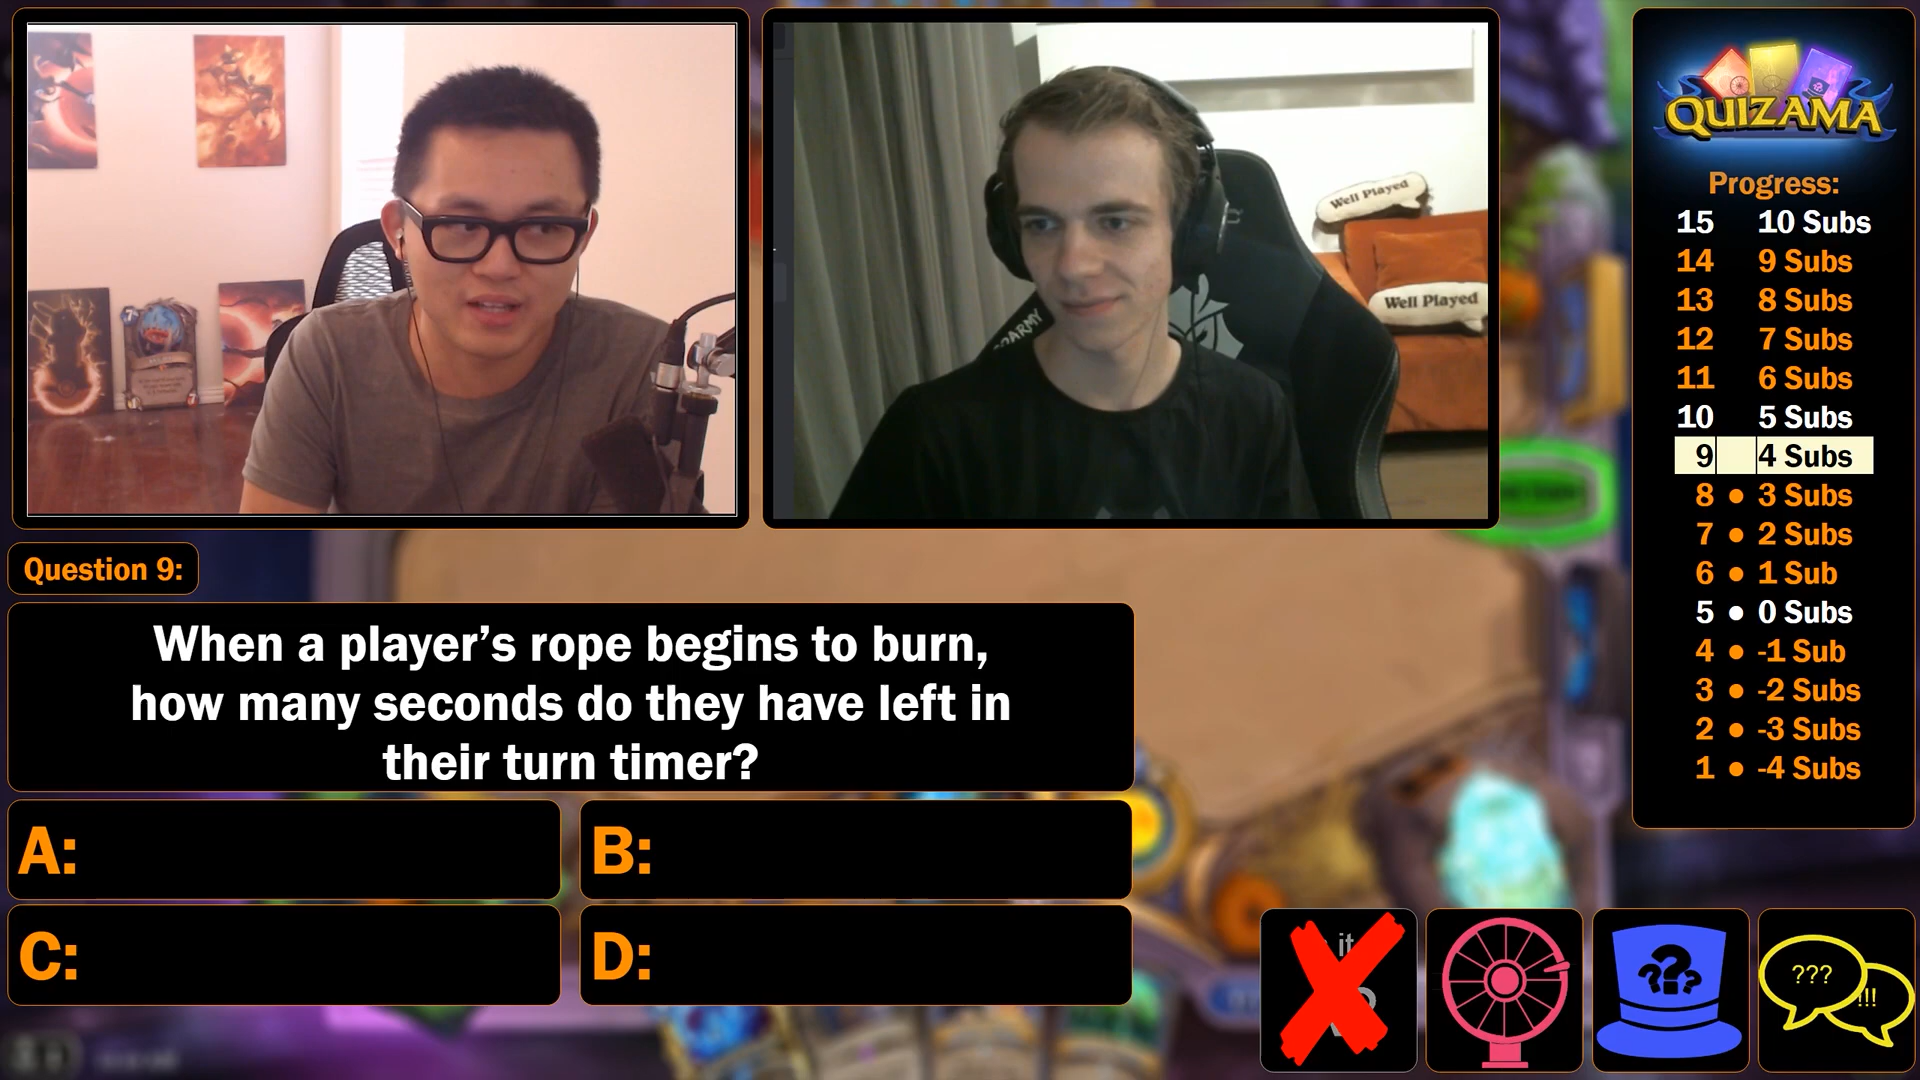 Well Played
Well Played
QUIZAMA
Progress:
15 10 Subs
14 9 Subs
13 8 Subs
12 7 Subs
11 6 Subs
10 5 Subs
9 4 Subs
8 • 3 Subs
7 • 2 Subs
6 • 1 Sub
5 • 0 Subs
4 • -1 Sub
3 • -2 Subs
2 • -3 Subs
1 • -4 Subs
Question 9:
When a player’s rope begins to burn,
how many seconds do they have left in
their turn timer?
A:
B:
C:
D:
it
???
!!!